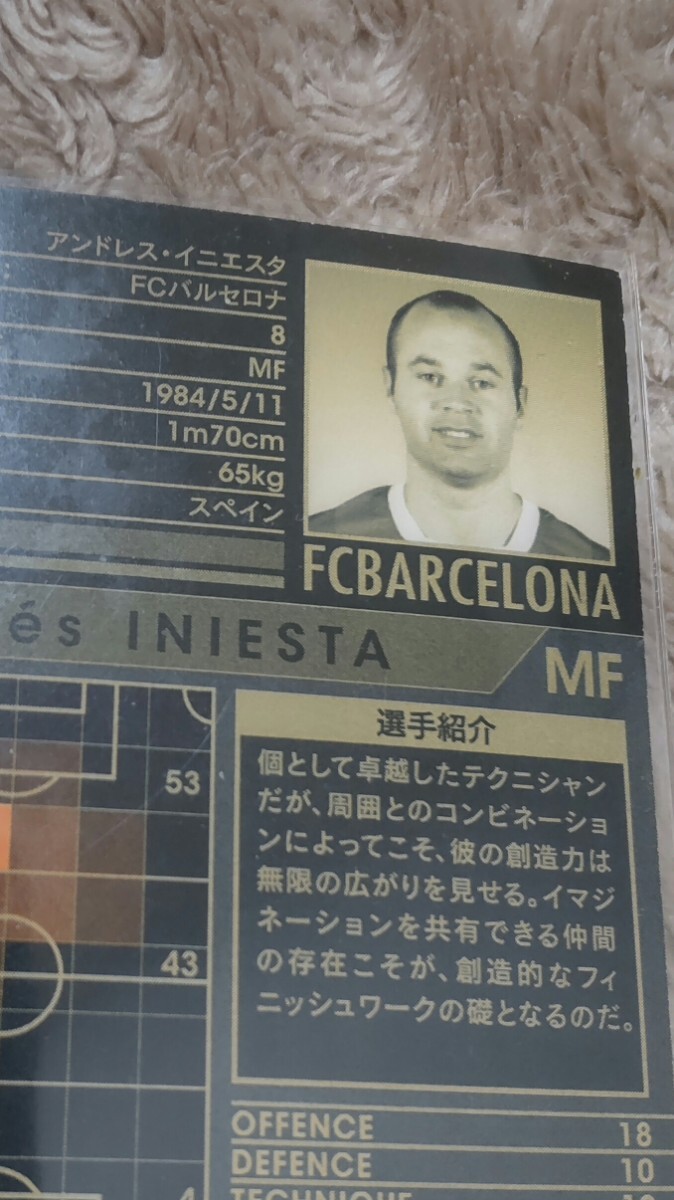 アンドレス・イニエスタ
FCバルセロナ
8
MF
1984/5/11
1m70cm
65kg
スペイン
FCBARCELONA
és INIESTA
MF
選手紹介
個として卓越したテクニシャン
だが、周囲とのコンビネーショ
ンによってこそ、彼の創造力は
無限の広がりを見せる。イマジ
ネーションを共有できる仲間
の存在こそが、創造的なフィ
ニッシュワークの礎となるのだ。
53
43
OFFENCE 18
DEFENCE 10
TECHNIQUE